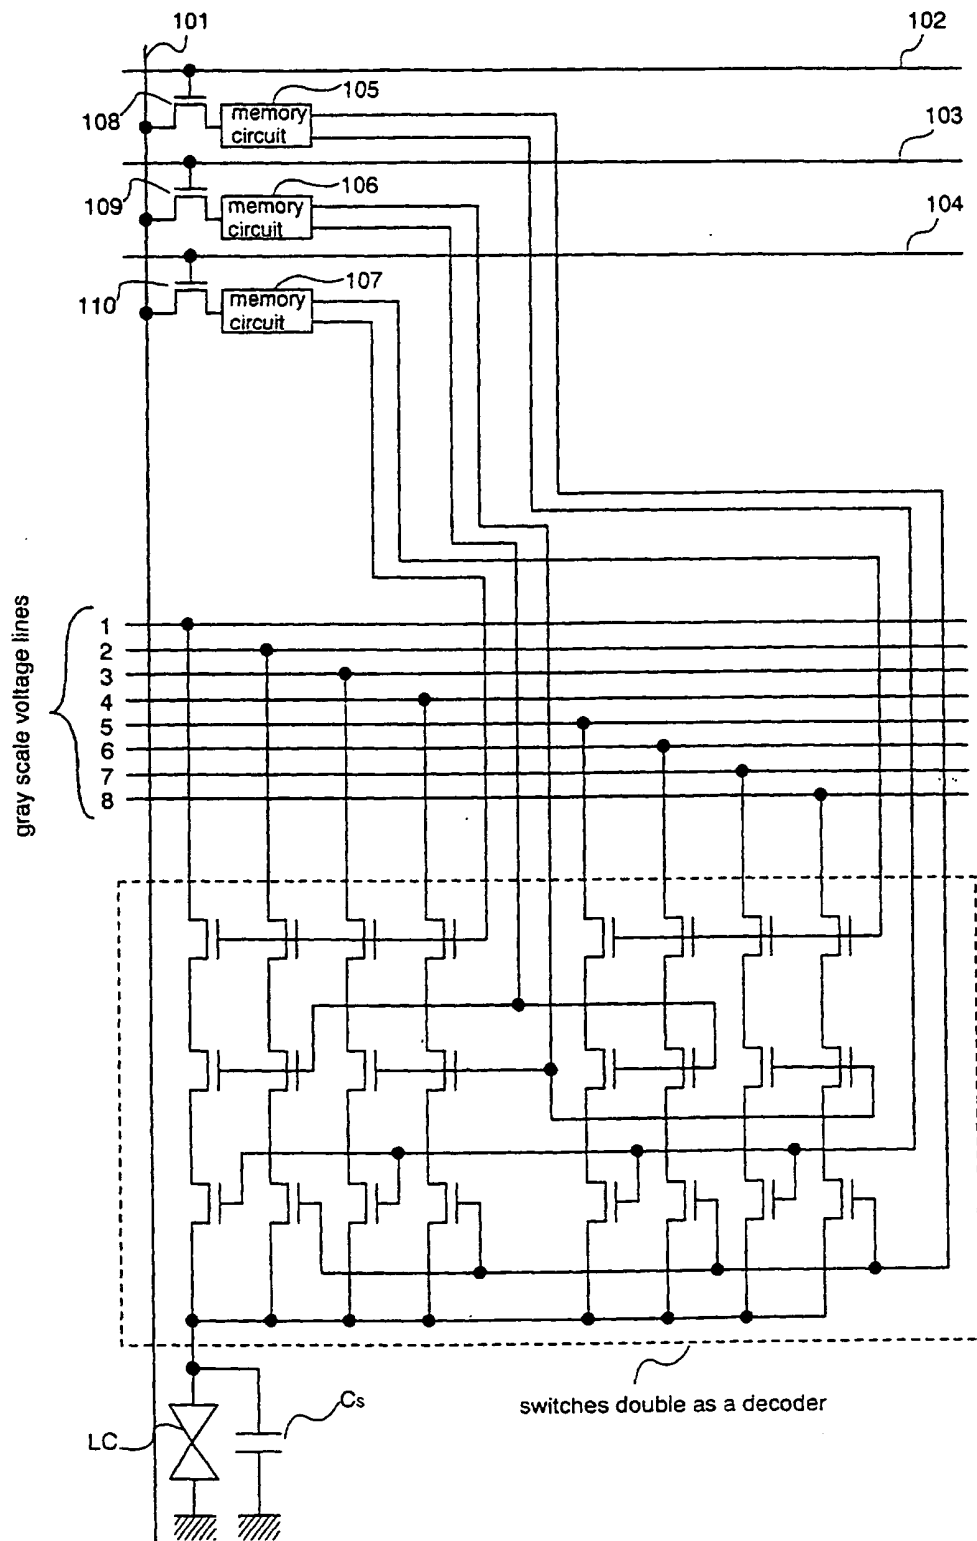 101
102
108
memory
circuit
105
103
109
memory
circuit
106
104
110
memory
circuit
107
gray scale voltage lines
1
2
3
4
5
6
7
8
switches double as a decoder
LC
Cs